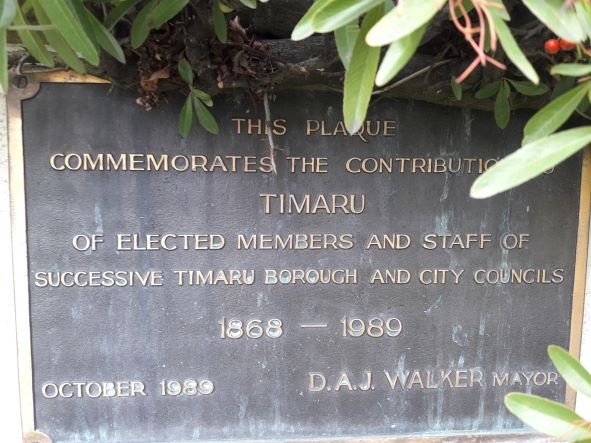 THIS PLAQUE
COMMEMORATES THE CONTRIBUTION
TIMARU
OF ELECTED MEMBERS AND STAFF OF
SUCCESSIVE TIMARU BOROUGH AND CITY COUNCILS
1868 — 1989
OCTOBER 1989 D.A.J. WALKER MAYOR